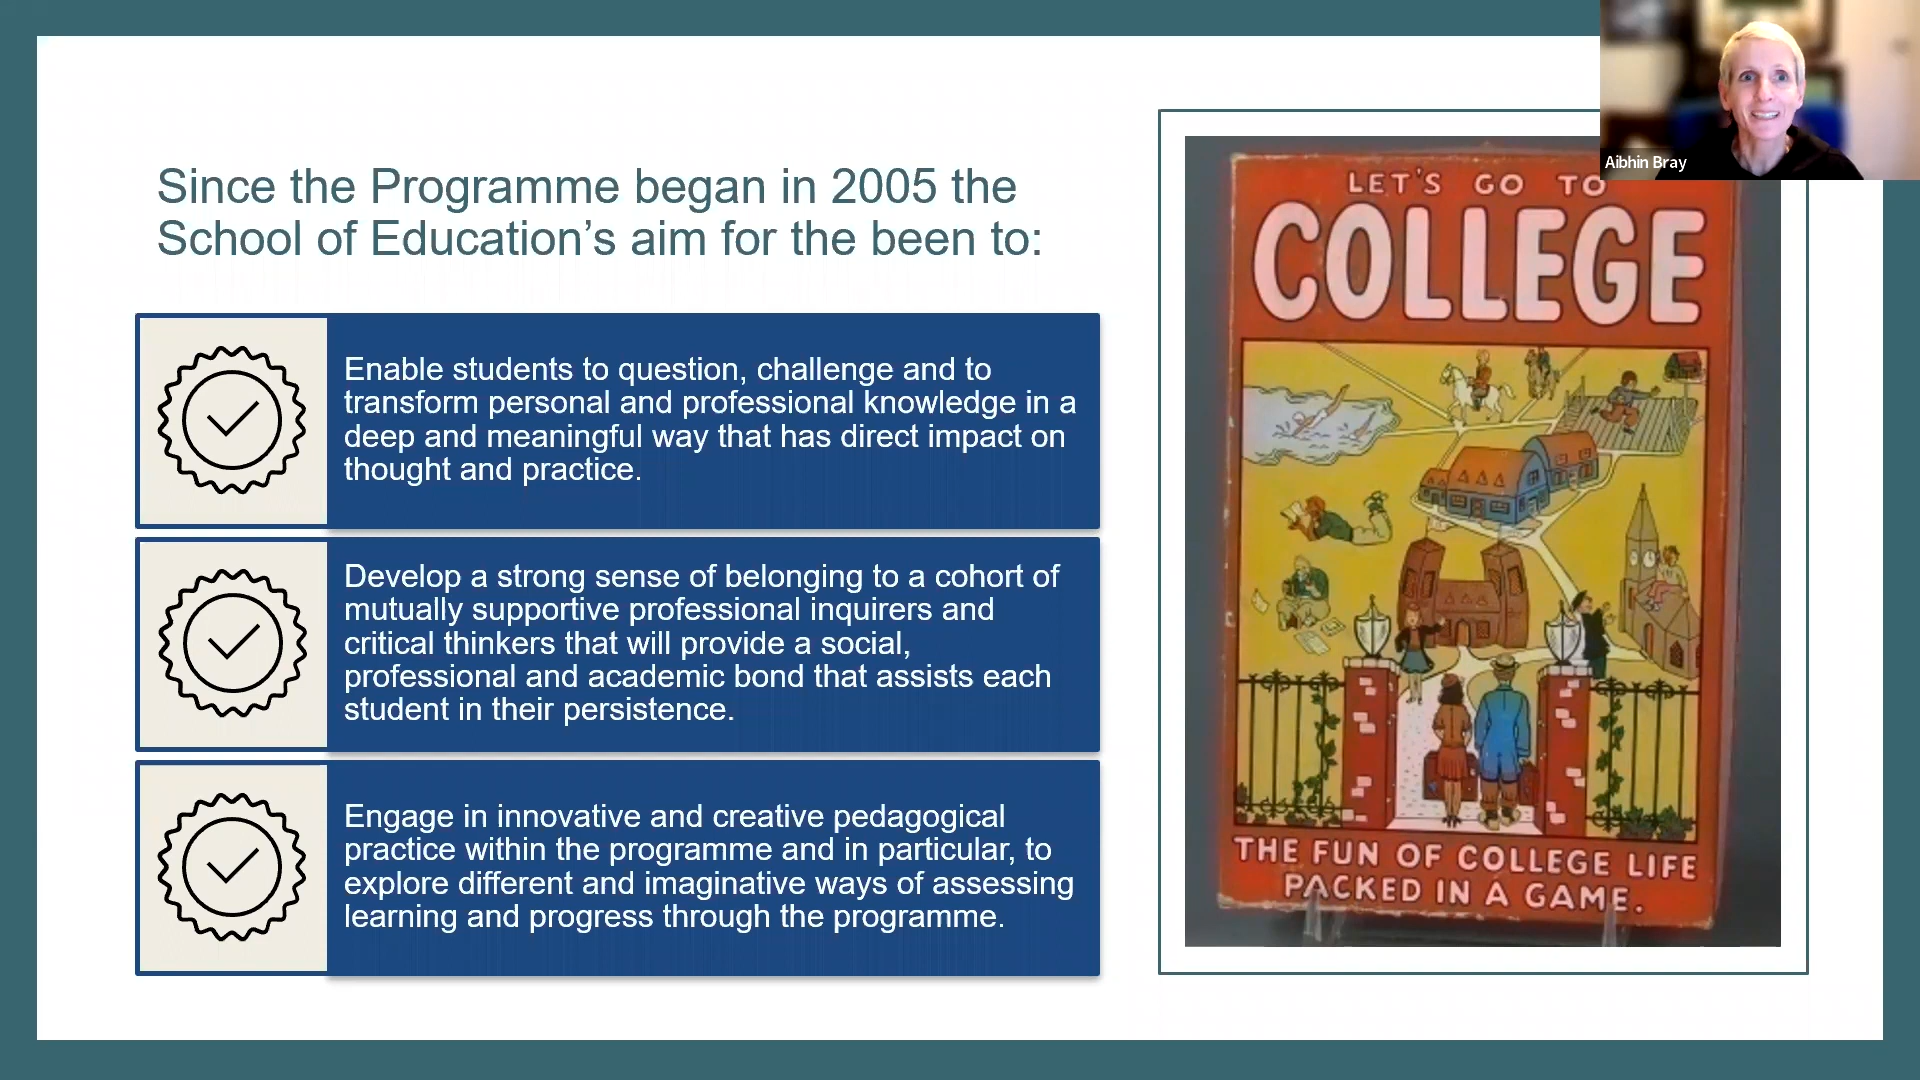 Since the Programme began in 2005 the
School of Education’s aim for the been to:
Enable students to question, challenge and to
transform personal and professional knowledge in a
deep and meaningful way that has direct impact on
thought and practice.
Develop a strong sense of belonging to a cohort of
mutually supportive professional inquirers and
critical thinkers that will provide a social,
professional and academic bond that assists each
student in their persistence.
Engage in innovative and creative pedagogical
practice within the programme and in particular, to
explore different and imaginative ways of assessing
learning and progress through the programme.
LET'S GO TO
COLLEGE
THE FUN OF COLLEGE LIFE
PACKED IN A GAME.
Aibhin Bray